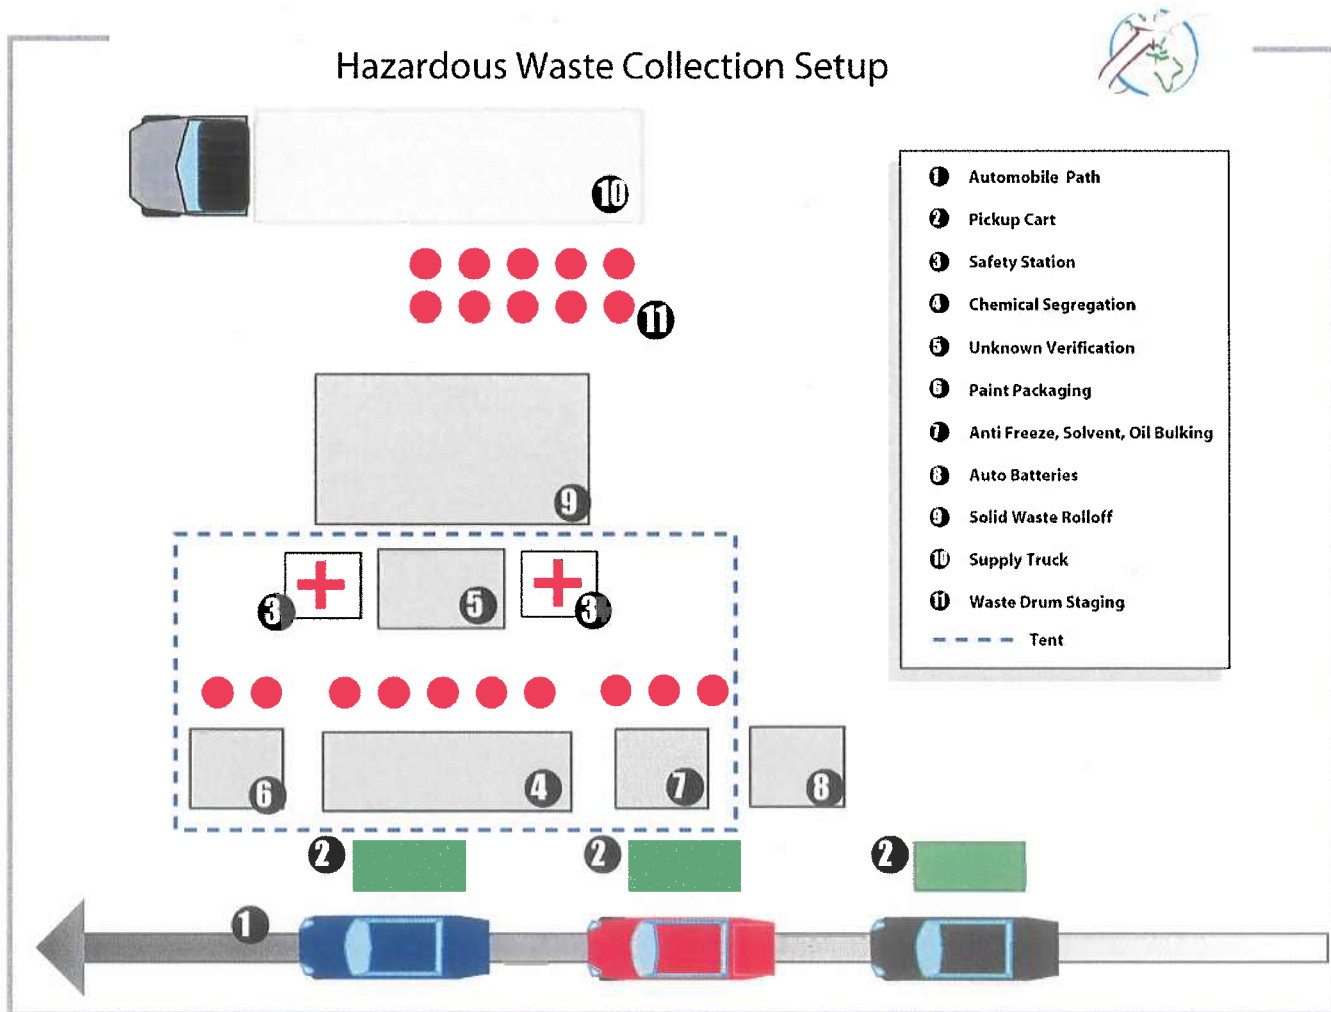 Hazardous Waste Collection Setup
10
11
9
3
5
3
6
4
7
8
2
2
2
1
1 Automobile Path
2 Pickup Cart
3 Safety Station
4 Chemical Segregation
5 Unknown Verification
6 Paint Packaging
7 Anti Freeze, Solvent, Oil Bulking
8 Auto Batteries
9 Solid Waste Rolloff
10 Supply Truck
11 Waste Drum Staging
Tent